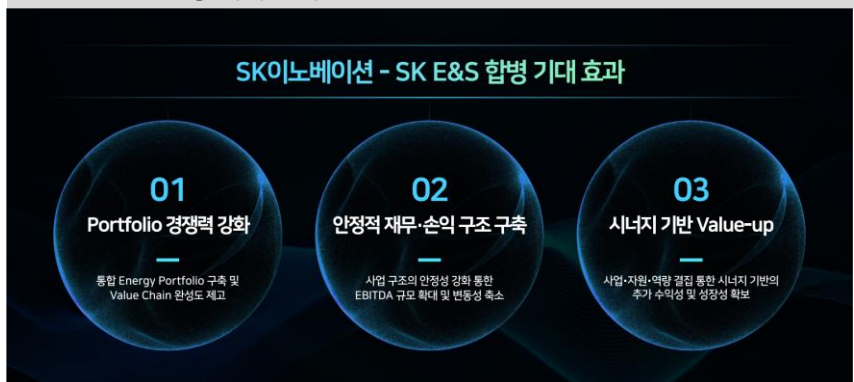 SK이노베이션 - SK E&S 합병 기대 효과
01
Portfolio 경쟁력 강화
통합 Energy Portfolio 구축 및
Value Chain 완성도 제고
02
안정적 재무·손익 구조 구축
사업 구조의 안정성 강화 통한
EBITDA 규모 확대 및 변동성 축소
03
시너지 기반 Value-up
사업·자원·역량 결집 통한 시너지 기반의
추가 수익성 및 성장성 확보